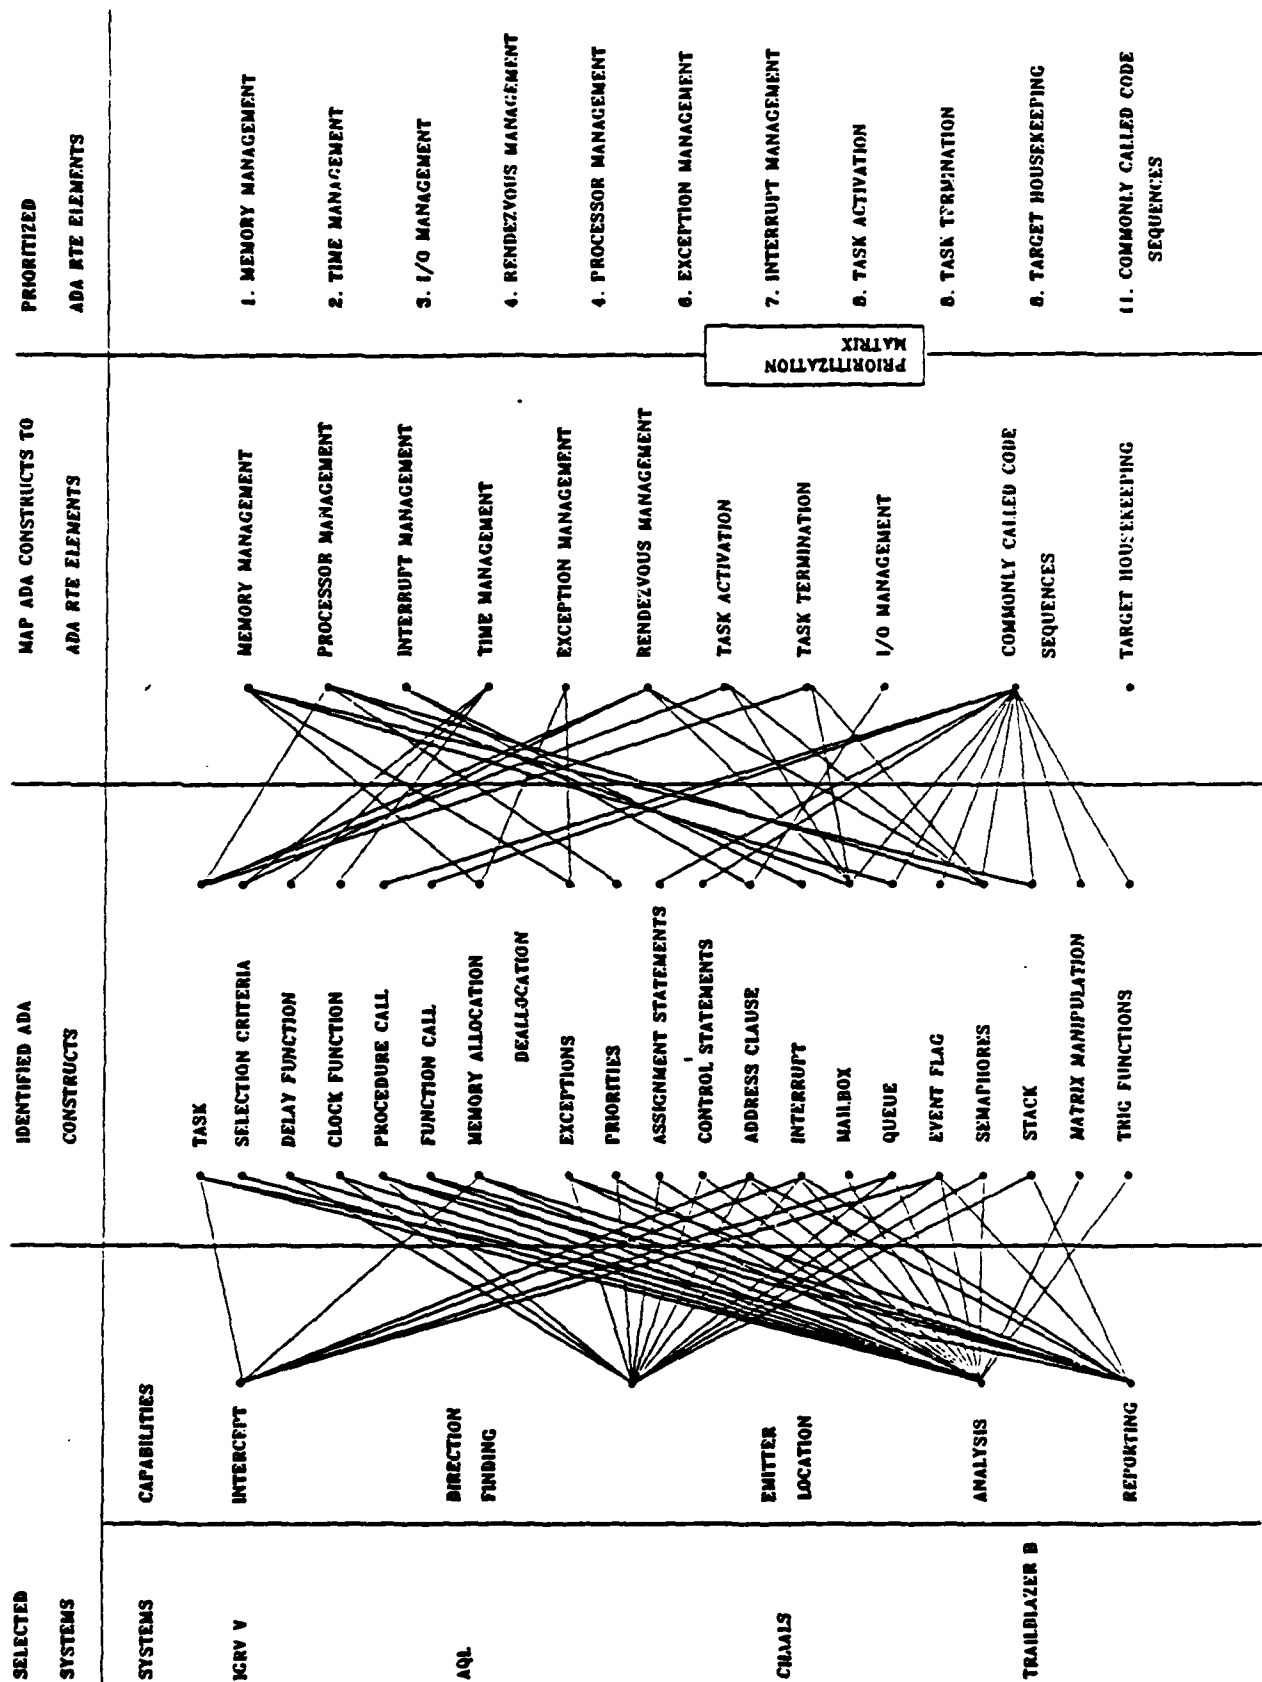 SELECTED
SYSTEMS
SYSTEMS
IGRV V
AQL
CHAALS
TRAILBLAZER B
CAPABILITIES
INTERCEPT
DIRECTION
FINDING
EMITTER
LOCATION
ANALYSIS
REPORTING
IDENTIFIED ADA
CONSTRUCTS
TASK
SELECTION CRITERIA
DELAY FUNCTION
CLOCK FUNCTION
PROCEDURE CALL
FUNCTION CALL
MEMORY ALLOCATION
DEALLOCATION
EXCEPTIONS
PRIORITIES
ASSIGNMENT STATEMENTS
CONTROL STATEMENTS
ADDRESS CLAUSE
INTERRUPT
MAILBOX
QUEUE
EVENT FLAG
SEMAPHORES
STACK
MATRIX MANIPULATION
TRIG FUNCTIONS
MAP ADA CONSTRUCTS TO
ADA RTE ELEMENTS
MEMORY MANAGEMENT
PROCESSOR MANAGEMENT
INTERRUPT MANAGEMENT
TIME MANAGEMENT
EXCEPTION MANAGEMENT
RENDEZVOUS MANAGEMENT
TASK ACTIVATION
TASK TERMINATION
I/O MANAGEMENT
COMMONLY CALLED CODE
SEQUENCES
TARGET HOUSEKEEPING
PRIORITIZATION
MATRIX
PRIORITIZED
ADA RTE ELEMENTS
1. MEMORY MANAGEMENT
2. TIME MANAGEMENT
3. I/O MANAGEMENT
4. RENDEZVOUS MANAGEMENT
4. PROCESSOR MANAGEMENT
6. EXCEPTION MANAGEMENT
7. INTERRUPT MANAGEMENT
8. TASK ACTIVATION
8. TASK TERMINATION
8. TARGET HOUSEKEEPING
11. COMMONLY CALLED CODE
SEQUENCES